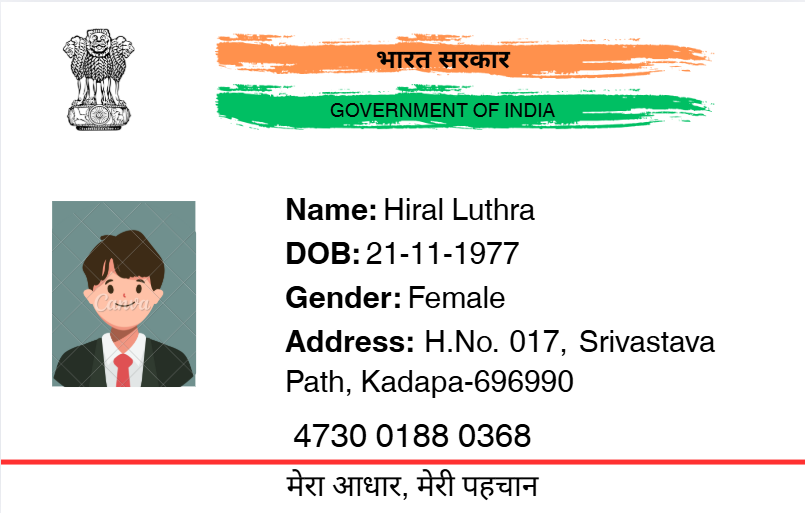 भारत सरकार
GOVERNMENT OF INDIA
Name: Hiral Luthra
DOB: 21-11-1977
Gender: Female
Address: H.No. 017, Srivastava
Path, Kadapa-696990
Canva
4730 0188 0368
मेरा आधार, मेरी पहचान